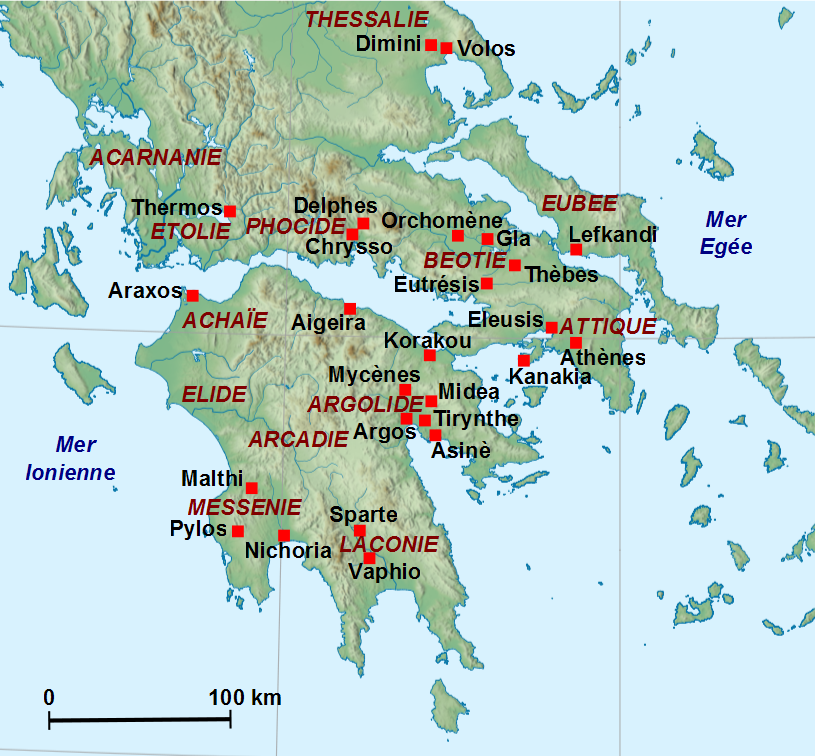 THESSALIE
Dimini
Volos
ACARNANIE
Thermos
ETOLIE
PHOCIDE
Delphes
Chrysso
Orchomène
Gla
EUBEE
Lefkandi
Mer
Egée
BEOTIE
Thèbes
Eutrésis
Araxos
ACHAÏE
Aigeira
Eleusis
ATTIQUE
Korakou
Athènes
Kanakia
Mycènes
ELIDE
ARGOLIDE
Midea
Tirynthe
Argos
ARCADIE
Asinè
Mer
Ionienne
Malthi
MESSENIE
Pylos
Nichoria
Sparte
LACONIE
Vaphio
0
100 km